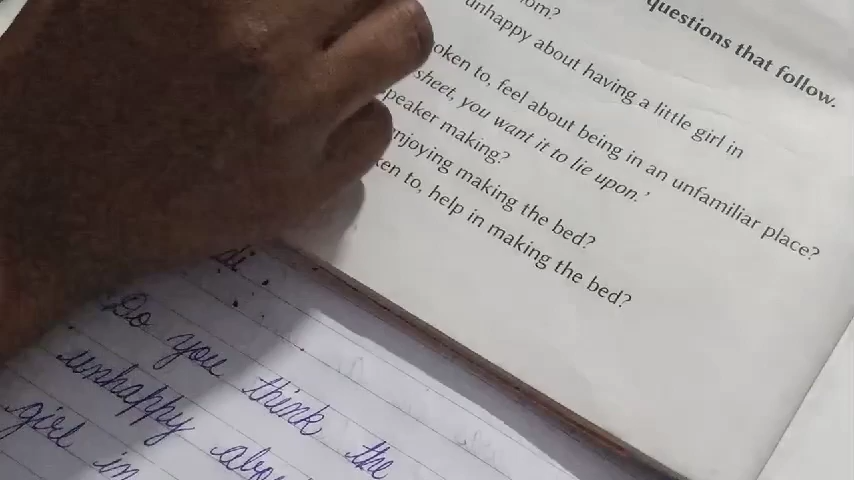 questions that follow.
om?
unhappy about having a little girl in
oken to, feel about being in an unfamiliar place?
sheet, you want it to lie upon.'
peaker making?
njoying making the bed?
ken to, help in making the bed?
di
Do you think the
unhappy abou
girl in